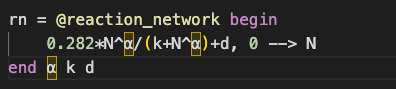 rn = @reaction_network begin
    0.282*N^α/(k+N^α)+d, 0 --> N
end α k d